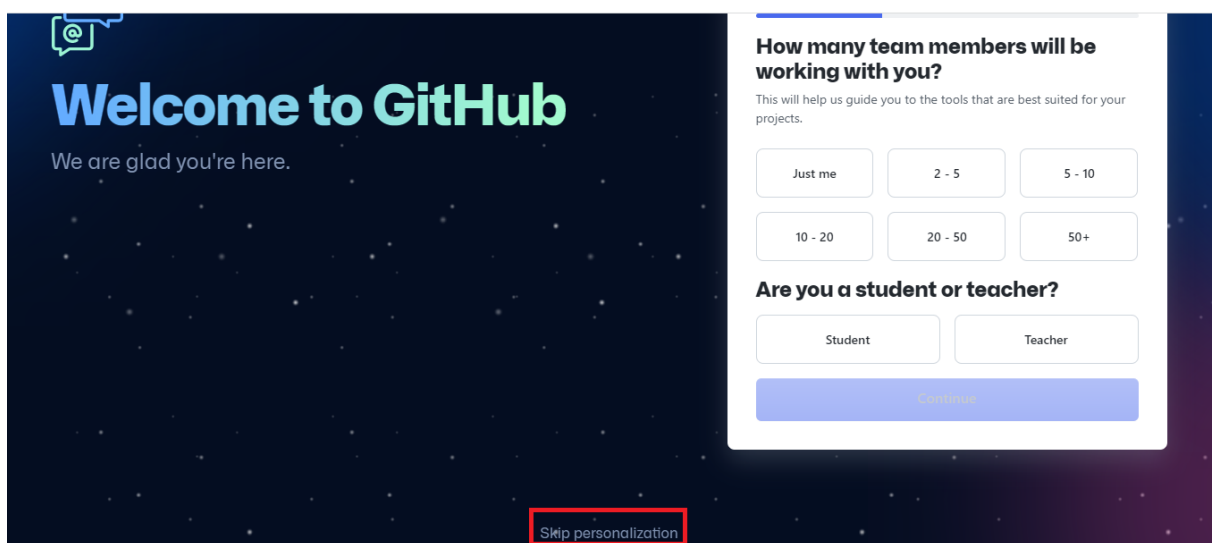 @
Welcome to GitHub
We are glad you're here.
How many team members will be
working with you?
This will help us guide you to the tools that are best suited for your
projects.
Just me
2 - 5
5 - 10
10 - 20
20 - 50
50+
Are you a student or teacher?
Student
Teacher
Continue
Skip personalization